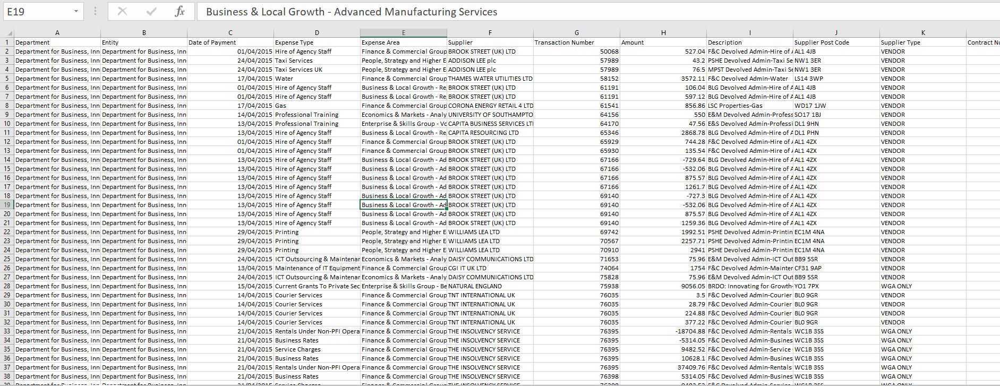 E19 fx Business & Local Growth - Advanced Manufacturing Services
A B C D E F G H I J K
1 Department Entity Date of Payment Expense Type Expense Area Supplier Transaction Number Amount Description Supplier Post Code Supplier Type Contract Nu
2 Department for Business, Inn Department for Business, Inn 01/04/2015 Hire of Agency Staff Finance & Commercial Group BROOK STREET (UK) LTD 50068 527.04 F&C Devolved Admin-Hire of A AL1 4JB VENDOR
3 Department for Business, Inn Department for Business, Inn 24/04/2015 Taxi Services People, Strategy and Higher E ADDISON LEE plc 57989 43.2 PSHE Devolved Admin-Taxi Se NW1 3ER VENDOR
4 Department for Business, Inn Department for Business, Inn 24/04/2015 Taxi Services UK People, Strategy and Higher E ADDISON LEE plc 57989 76.5 MPST Devolved Admin-Taxi Se NW1 3ER VENDOR
5 Department for Business, Inn Department for Business, Inn 17/04/2015 Water Finance & Commercial Group THAMES WATER UTILITIES LTD 58152 3572.11 F&C Devolved Admin-Water LS14 3WP VENDOR
6 Department for Business, Inn Department for Business, Inn 01/04/2015 Hire of Agency Staff Business & Local Growth - Re BROOK STREET (UK) LTD 61191 106.04 BLG Devolved Admin-Hire of A AL1 4JB VENDOR
7 Department for Business, Inn Department for Business, Inn 01/04/2015 Hire of Agency Staff Business & Local Growth - Re BROOK STREET (UK) LTD 61191 597.12 BLG Devolved Admin-Hire of A AL1 4JB VENDOR
8 Department for Business, Inn Department for Business, Inn 17/04/2015 Gas Finance & Commercial Group CORONA ENERGY RETAIL 4 LTD 61541 856.86 LSC Properties-Gas WD17 1JW VENDOR
9 Department for Business, Inn Department for Business, Inn 14/04/2015 Professional Training Economics & Markets - Analy UNIVERSITY OF SOUTHAMPTO 64156 550 E&M Devolved Admin-Profess SO17 1BJ VENDOR
10 Department for Business, Inn Department for Business, Inn 13/04/2015 Professional Training Enterprise & Skills Group - Vo CAPITA BUSINESS SERVICES LT 64170 47.56 E&S Devolved Admin-Professi DL1 9HN VENDOR
11 Department for Business, Inn Department for Business, Inn 13/04/2015 Hire of Agency Staff Business & Local Growth - Re CAPITA RESOURCING LTD 65346 2868.78 BLG Devolved Admin-Hire of A DL1 PHN VENDOR
12 Department for Business, Inn Department for Business, Inn 01/04/2015 Hire of Agency Staff Finance & Commercial Group BROOK STREET (UK) LTD 65929 744.28 F&C Devolved Admin-Hire of A AL1 4ZX VENDOR
13 Department for Business, Inn Department for Business, Inn 01/04/2015 Hire of Agency Staff Finance & Commercial Group BROOK STREET (UK) LTD 65930 135.54 F&C Devolved Admin-Hire of A AL1 4ZX VENDOR
14 Department for Business, Inn Department for Business, Inn 13/04/2015 Hire of Agency Staff Business & Local Growth - Ad BROOK STREET (UK) LTD 67166 -729.64 BLG Devolved Admin-Hire of A AL1 4ZX VENDOR
15 Department for Business, Inn Department for Business, Inn 13/04/2015 Hire of Agency Staff Business & Local Growth - Ad BROOK STREET (UK) LTD 67166 -532.06 BLG Devolved Admin-Hire of A AL1 4ZX VENDOR
16 Department for Business, Inn Department for Business, Inn 13/04/2015 Hire of Agency Staff Business & Local Growth - Ad BROOK STREET (UK) LTD 67166 875.57 BLG Devolved Admin-Hire of A AL1 4ZX VENDOR
17 Department for Business, Inn Department for Business, Inn 13/04/2015 Hire of Agency Staff Business & Local Growth - Ad BROOK STREET (UK) LTD 67166 1261.7 BLG Devolved Admin-Hire of A AL1 4ZX VENDOR
18 Department for Business, Inn Department for Business, Inn 13/04/2015 Hire of Agency Staff Business & Local Growth - Ad BROOK STREET (UK) LTD 69140 -727.3 BLG Devolved Admin-Hire of A AL1 4ZX VENDOR
19 Department for Business, Inn Department for Business, Inn 13/04/2015 Hire of Agency Staff Business & Local Growth - Ad BROOK STREET (UK) LTD 69140 -532.06 BLG Devolved Admin-Hire of A AL1 4ZX VENDOR
20 Department for Business, Inn Department for Business, Inn 13/04/2015 Hire of Agency Staff Business & Local Growth - Ad BROOK STREET (UK) LTD 69140 875.57 BLG Devolved Admin-Hire of A AL1 4ZX VENDOR
21 Department for Business, Inn Department for Business, Inn 13/04/2015 Hire of Agency Staff Business & Local Growth - Ad BROOK STREET (UK) LTD 69140 1259.36 BLG Devolved Admin-Hire of A AL1 4ZX VENDOR
22 Department for Business, Inn Department for Business, Inn 29/04/2015 Printing People, Strategy and Higher E WILLIAMS LEA LTD 69742 1992.51 PSHE Devolved Admin-Printin EC1M 4NA VENDOR
23 Department for Business, Inn Department for Business, Inn 29/04/2015 Printing People, Strategy and Higher E WILLIAMS LEA LTD 70567 2257.71 PSHE Devolved Admin-Printin EC1M 4NA VENDOR
24 Department for Business, Inn Department for Business, Inn 29/04/2015 Printing People, Strategy and Higher E WILLIAMS LEA LTD 70910 2941 PSHE Devolved Admin-Printin EC1M 4NA VENDOR
25 Department for Business, Inn Department for Business, Inn 24/04/2015 ICT Outsourcing & Maintenan Economics & Markets - Analy DAISY COMMUNICATIONS LTD 71653 75.96 E&M Devolved Admin-ICT Out BB9 5SR VENDOR
26 Department for Business, Inn Department for Business, Inn 13/04/2015 Maintenance of IT Equipment Finance & Commercial Group CGI IT UK LTD 74064 1754 F&C Devolved Admin-Mainten CF31 9AP VENDOR
27 Department for Business, Inn Department for Business, Inn 24/04/2015 ICT Outsourcing & Maintenan Economics & Markets - Analy DAISY COMMUNICATIONS LTD 75828 75.96 E&M Devolved Admin-ICT Out BB9 5SR VENDOR
28 Department for Business, Inn Department for Business, Inn 15/04/2015 Current Grants To Private Sec Enterprise & Skills Group - Be NATURAL ENGLAND 75938 9056.05 BRDO: Innovating for Growth- YO1 7PX WGA ONLY
29 Department for Business, Inn Department for Business, Inn 14/04/2015 Courier Services Finance & Commercial Group TNT INTERNATIONAL UK 76035 3.5 F&C Devolved Admin-Courier BL0 9GR VENDOR
30 Department for Business, Inn Department for Business, Inn 14/04/2015 Courier Services Finance & Commercial Group TNT INTERNATIONAL UK 76035 28.79 F&C Devolved Admin-Courier BL0 9GR VENDOR
31 Department for Business, Inn Department for Business, Inn 14/04/2015 Courier Services Finance & Commercial Group TNT INTERNATIONAL UK 76035 224.88 F&C Devolved Admin-Courier BL0 9GR VENDOR
32 Department for Business, Inn Department for Business, Inn 14/04/2015 Courier Services Finance & Commercial Group TNT INTERNATIONAL UK 76035 377.22 F&C Devolved Admin-Courier BL0 9GR VENDOR
33 Department for Business, Inn Department for Business, Inn 21/04/2015 Rentals Under Non-PFI Opera Finance & Commercial Group THE INSOLVENCY SERVICE 76395 -18704.88 F&C Devolved Admin-Rentals WC1B 3SS WGA ONLY
34 Department for Business, Inn Department for Business, Inn 21/04/2015 Business Rates Finance & Commercial Group THE INSOLVENCY SERVICE 76395 -5314.05 F&C Devolved Admin-Busines WC1B 3SS WGA ONLY
35 Department for Business, Inn Department for Business, Inn 21/04/2015 Service Charges Finance & Commercial Group THE INSOLVENCY SERVICE 76395 9482.52 F&C Devolved Admin-Service WC1B 3SS WGA ONLY
36 Department for Business, Inn Department for Business, Inn 21/04/2015 Business Rates Finance & Commercial Group THE INSOLVENCY SERVICE 76395 10628.1 F&C Devolved Admin-Busines WC1B 3SS WGA ONLY
37 Department for Business, Inn Department for Business, Inn 21/04/2015 Rentals Under Non-PFI Opera Finance & Commercial Group THE INSOLVENCY SERVICE 76395 37409.76 F&C Devolved Admin-Rentals WC1B 3SS WGA ONLY
38 Department for Business, Inn Department for Business, Inn 21/04/2015 Business Rates Finance & Commercial Group THE INSOLVENCY SERVICE 76398 5314.05 F&C Devolved Admin-Busines WC1B 3SS WGA ONLY